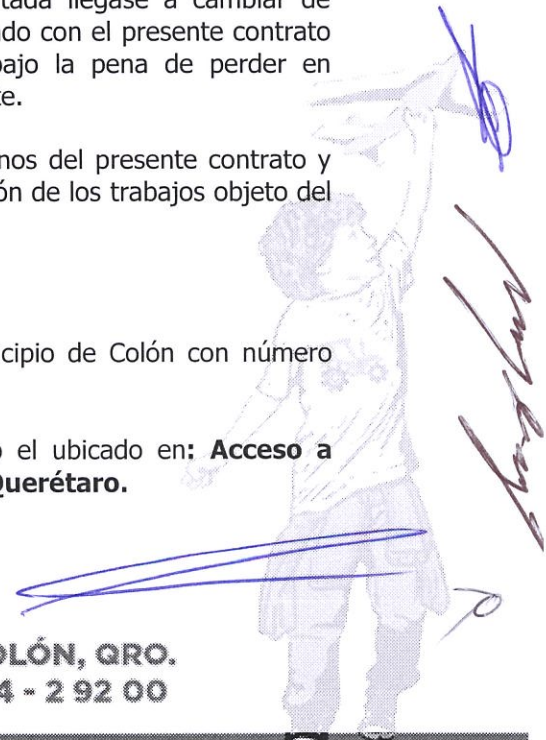 tada llegase a cambiar de
ado con el presente contrato
bajo la pena de perder en
te.
nos del presente contrato y
ón de los trabajos objeto del
cipio de Colón con número
o el ubicado en: Acceso a
Querétaro.
OLÓN, QRO.
4 - 2 92 00